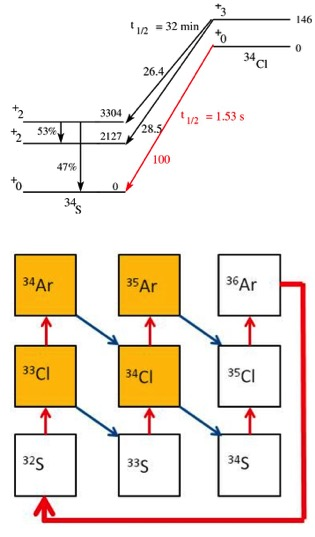 +3
146
t1/2 = 32 min
+0
0
34Cl
26.4
t1/2 = 1.53 s
+2
3304
28.5
53%
+2
2127
100
47%
+0
0
34S
34Ar
35Ar
36Ar
33Cl
34Cl
35Cl
32S
33S
34S